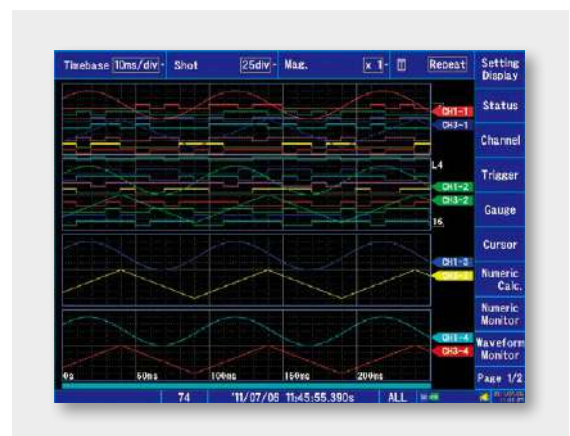 Timebase 10ms/div Shot 25div Mag. x 1 Repeat
Setting
Display
Status
CH1-1
CH3-1
Channel
L4
Trigger
CH1-2
CH3-2
Gauge
16
Cursor
CH1-3
Numeric
Calc.
Numeric
Monitor
CH1-4
Waveform
Monitor
CH3-4
0s 50ms 100ms 150ms 200ms
Page 1/2
74 '11/07/06 11:45:55.390s ALL